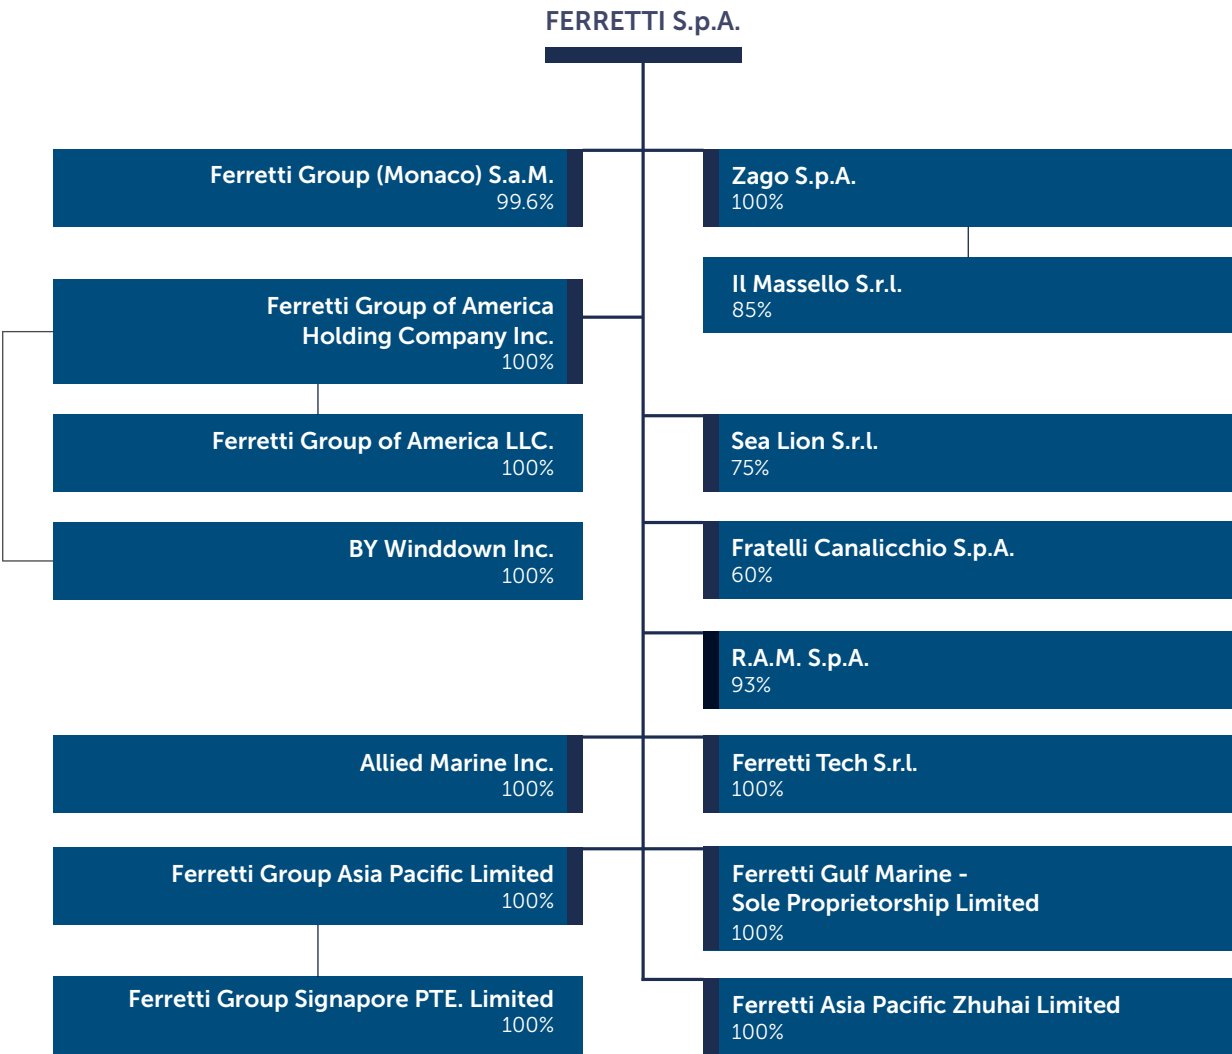 FERRETTI S.p.A.
Ferretti Group (Monaco) S.a.M.
99.6%
Zago S.p.A.
100%
Il Massello S.r.l.
85%
Ferretti Group of America
Holding Company Inc.
100%
Ferretti Group of America LLC.
100%
Sea Lion S.r.l.
75%
BY Winddown Inc.
100%
Fratelli Canalicchio S.p.A.
60%
R.A.M. S.p.A.
93%
Allied Marine Inc.
100%
Ferretti Tech S.r.l.
100%
Ferretti Group Asia Pacific Limited
100%
Ferretti Gulf Marine -
Sole Proprietorship Limited
100%
Ferretti Group Signapore PTE. Limited
100%
Ferretti Asia Pacific Zhuhai Limited
100%